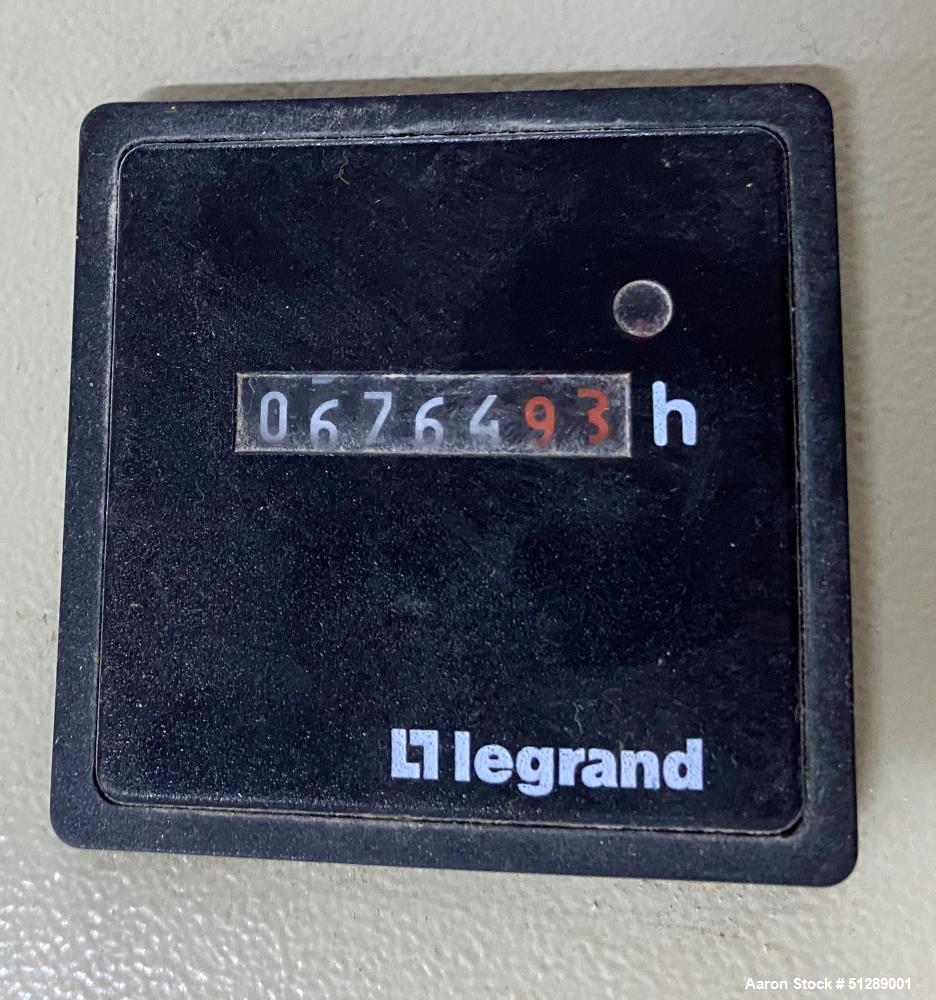 0676493 h
legrand
Aaron Stock # 51289001